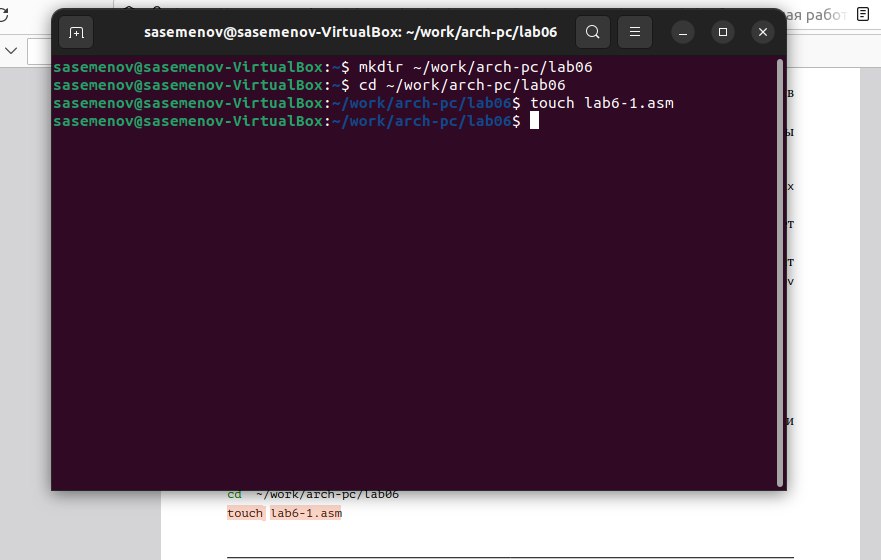 ая работ
sasemenov@sasemenov-VirtualBox: ~/work/arch-pc/lab06
sasemenov@sasemenov-VirtualBox:~$ mkdir ~/work/arch-pc/lab06
sasemenov@sasemenov-VirtualBox:~$ cd ~/work/arch-pc/lab06
sasemenov@sasemenov-VirtualBox:~/work/arch-pc/lab06$ touch lab6-1.asm
sasemenov@sasemenov-VirtualBox:~/work/arch-pc/lab06$
в
ы
х
т
т
v
и
cd ~/work/arch-pc/lab06
touch lab6-1.asm